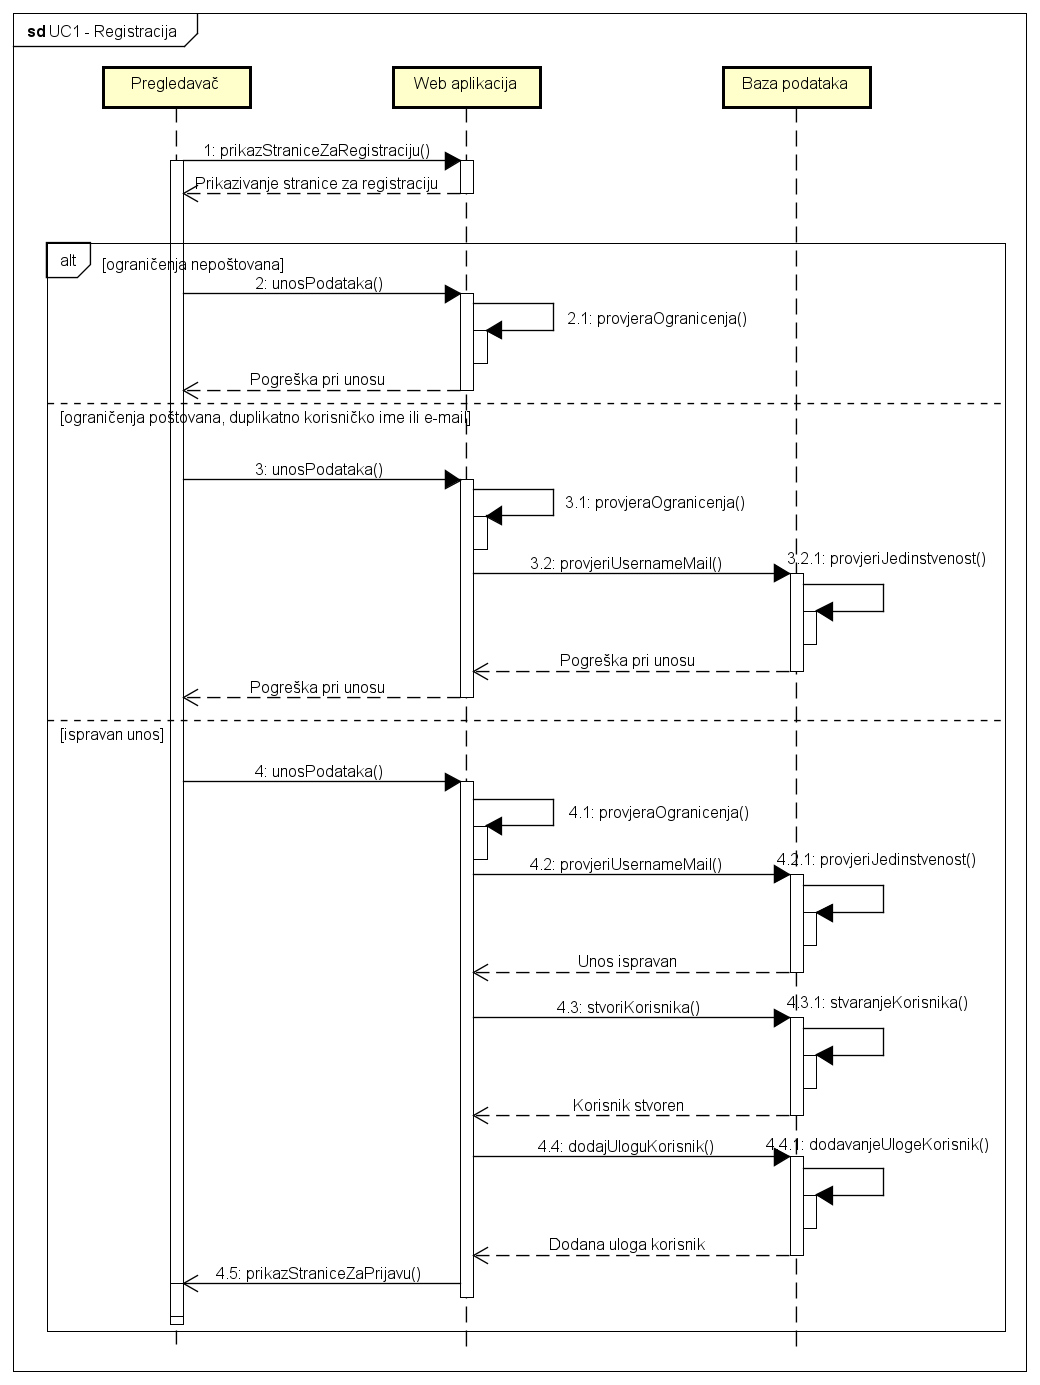 sd UC1 - Registracija
Pregledavač
Web aplikacija
Baza podataka
1: prikazStraniceZaRegistraciju()
Prikazivanje stranice za registraciju
alt
[ograničenja nepoštovana]
2: unosPodataka()
2.1: provjeraOgranicenja()
Pogreška pri unosu
[ograničenja poštovana, duplikatno korisničko ime ili e-mail]
3: unosPodataka()
3.1: provjeraOgranicenja()
3.2: provjeriUsernameMail()
3.2.1: provjeriJedinstvenost()
Pogreška pri unosu
Pogreška pri unosu
[ispravan unos]
4: unosPodataka()
4.1: provjeraOgranicenja()
4.2: provjeriUsernameMail()
4.2.1: provjeriJedinstvenost()
Unos ispravan
4.3: stvoriKorisnika()
4.3.1: stvaranjeKorisnika()
Korisnik stvoren
4.4: dodajUloguKorisnik()
4.4.1: dodavanjeUlogeKorisnik()
Dodana uloga korisnik
4.5: prikazStraniceZaPrijavu()